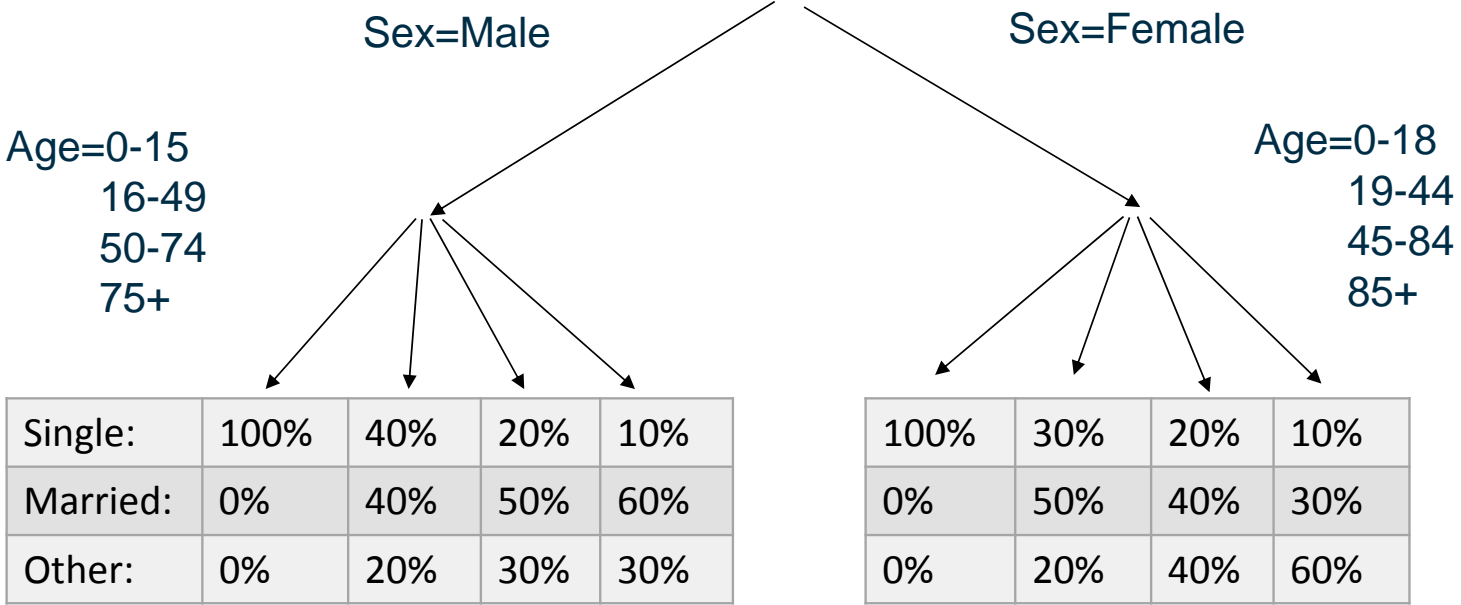 Sex=Male
Sex=Female
Age=0-15
16-49
50-74
75+
Age=0-18
19-44
45-84
85+
Single: 100% 40% 20% 10%
Married: 0% 40% 50% 60%
Other: 0% 20% 30% 30%
100% 30% 20% 10%
0% 50% 40% 30%
0% 20% 40% 60%